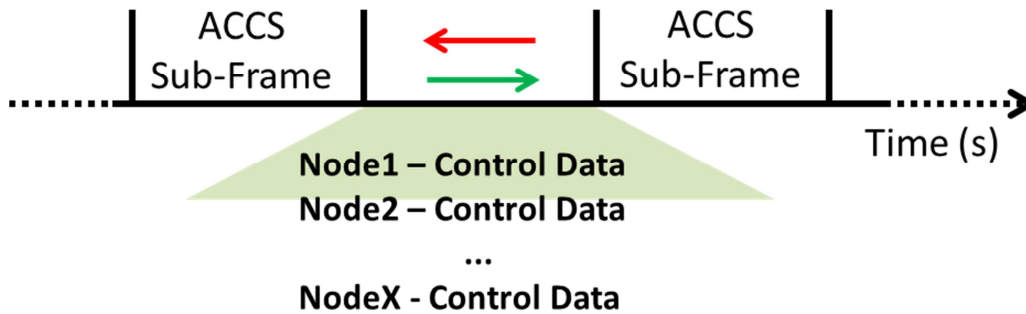 ACCS
Sub-Frame
ACCS
Sub-Frame
Time (s)
Node1 – Control Data
Node2 – Control Data
...
NodeX - Control Data